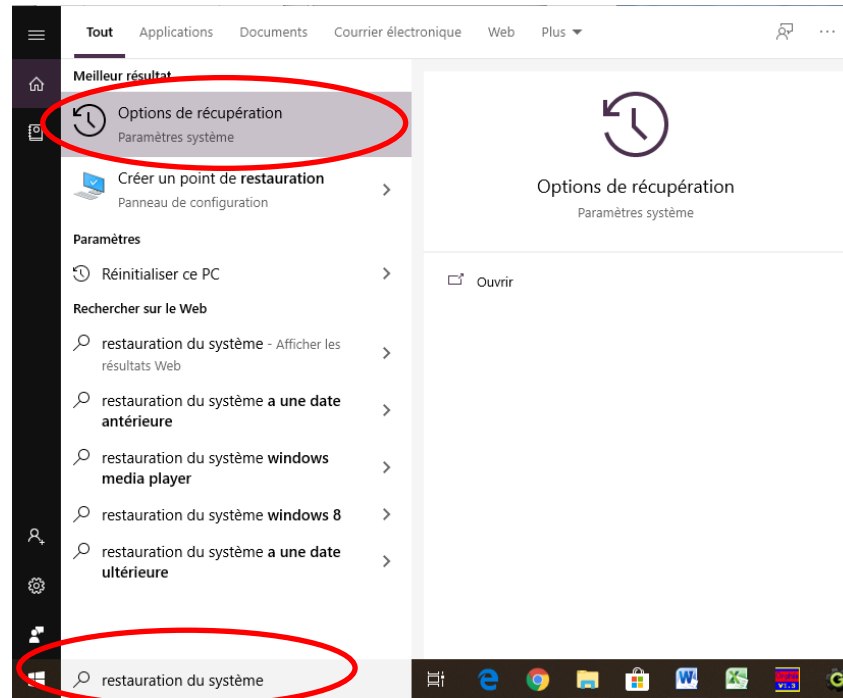 Tout Applications Documents Courrier électronique Web Plus
Meilleur résultat
Options de récupération
Paramètres système
Créer un point de restauration
Panneau de configuration
Paramètres
Réinitialiser ce PC
Rechercher sur le Web
restauration du système - Afficher les
résultats Web
restauration du système a une date
antérieure
restauration du système windows
media player
restauration du système windows 8
restauration du système a une date
ultérieure
restauration du système
Options de récupération
Paramètres système
Ouvrir